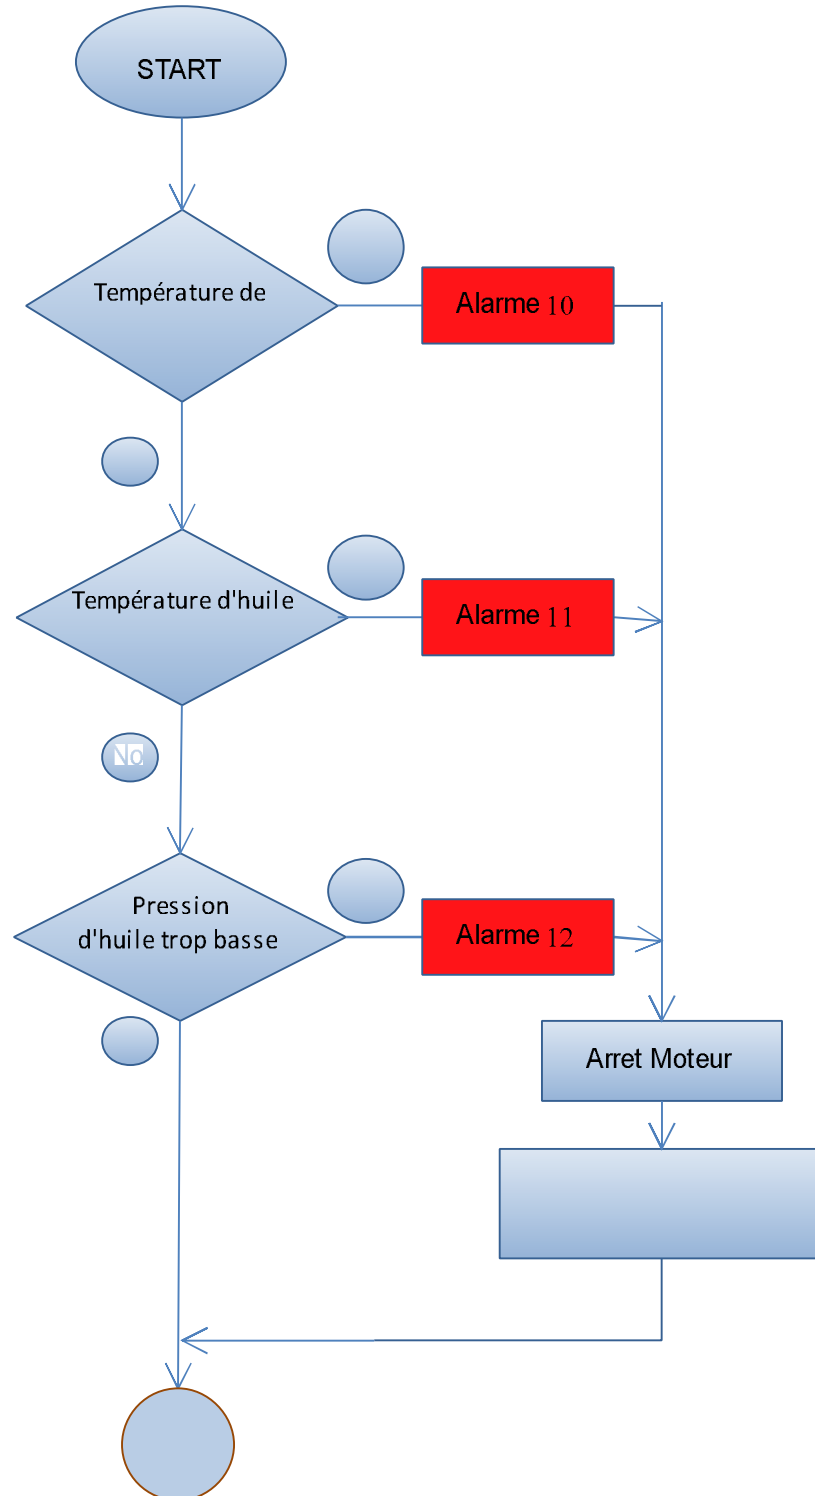 START
Température de
Alarme 10
Température d'huile
Alarme 11
No
Pression
d'huile trop basse
Alarme 12
Arret Moteur